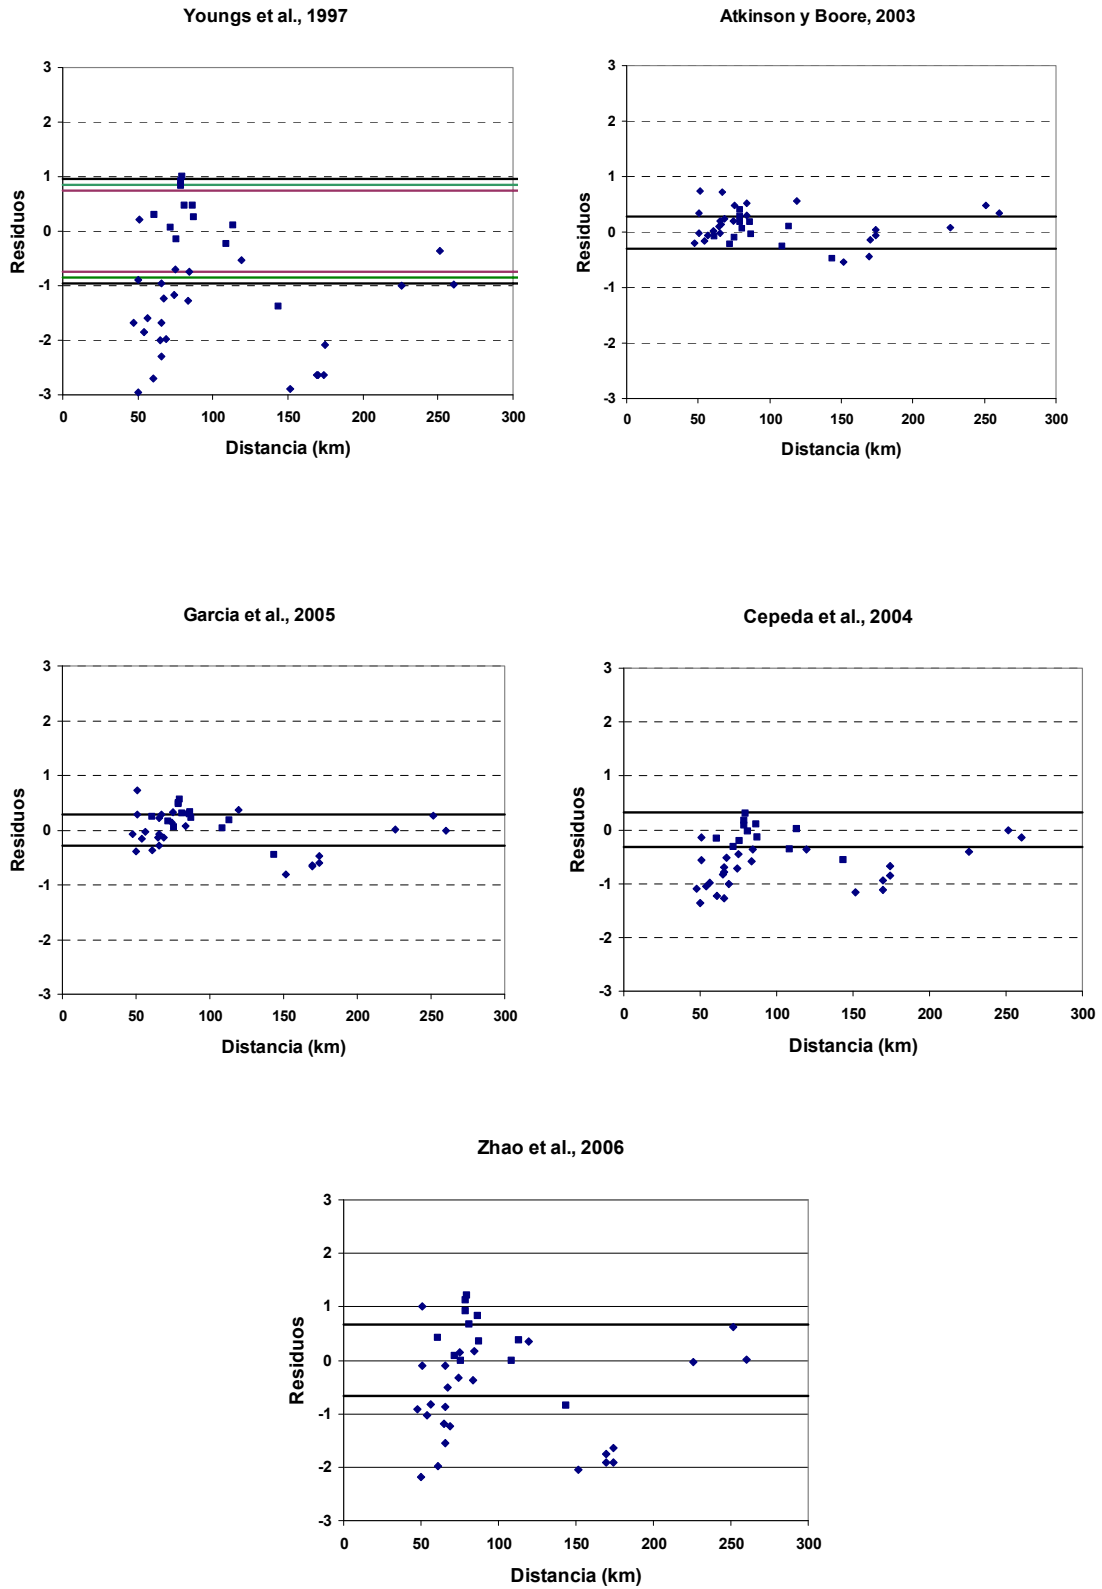 Youngs et al., 1997
3
2
1
0
-1
-2
-3
Residuos
0 50 100 150 200 250 300
Distancia (km)
Atkinson y Boore, 2003
3
2
1
0
-1
-2
-3
Residuos
0 50 100 150 200 250 300
Distancia (km)
Garcia et al., 2005
3
2
1
0
-1
-2
-3
Residuos
0 50 100 150 200 250 300
Distancia (km)
Cepeda et al., 2004
3
2
1
0
-1
-2
-3
Residuos
0 50 100 150 200 250 300
Distancia (km)
Zhao et al., 2006
3
2
1
0
-1
-2
-3
Residuos
0 50 100 150 200 250 300
Distancia (km)